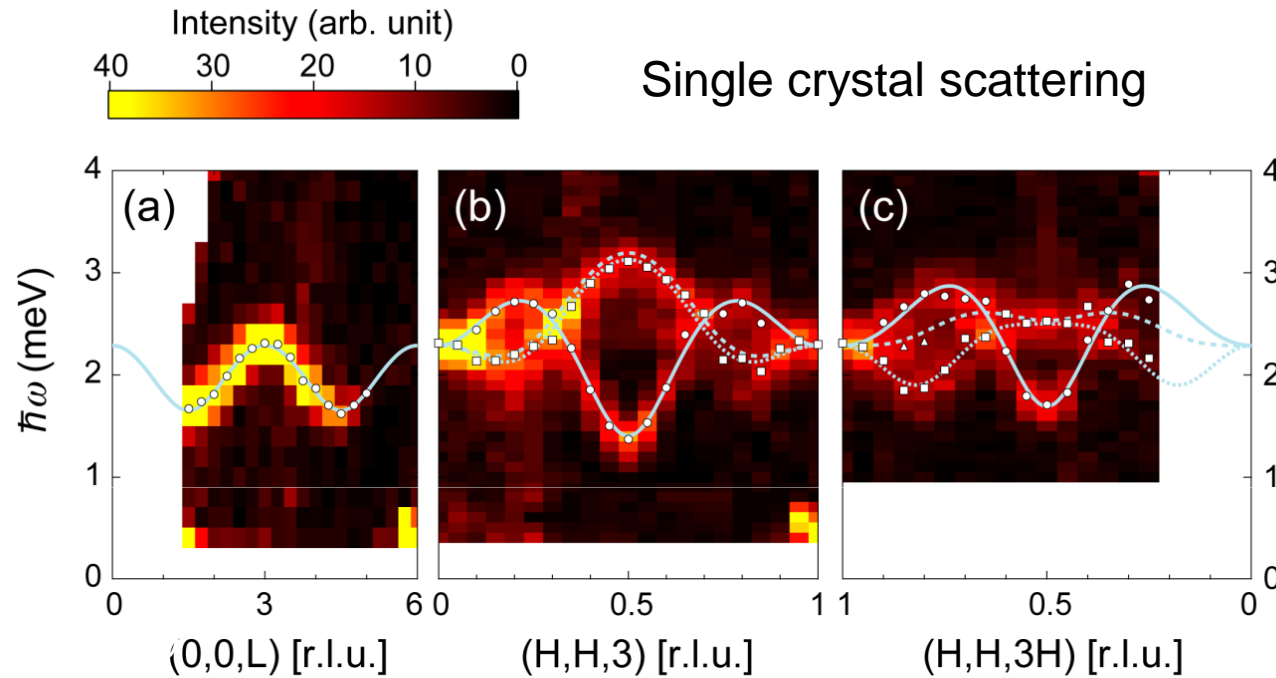 Intensity (arb. unit)
40 30 20 10 0
Single crystal scattering
(a) (b) (c)
ħω (meV)
4 3 2 1 0
4 3 2 1 0
0 3 6
0 0.5 1
1 0.5 0
(0,0,L) [r.l.u.]
(H,H,3) [r.l.u.]
(H,H,3H) [r.l.u.]